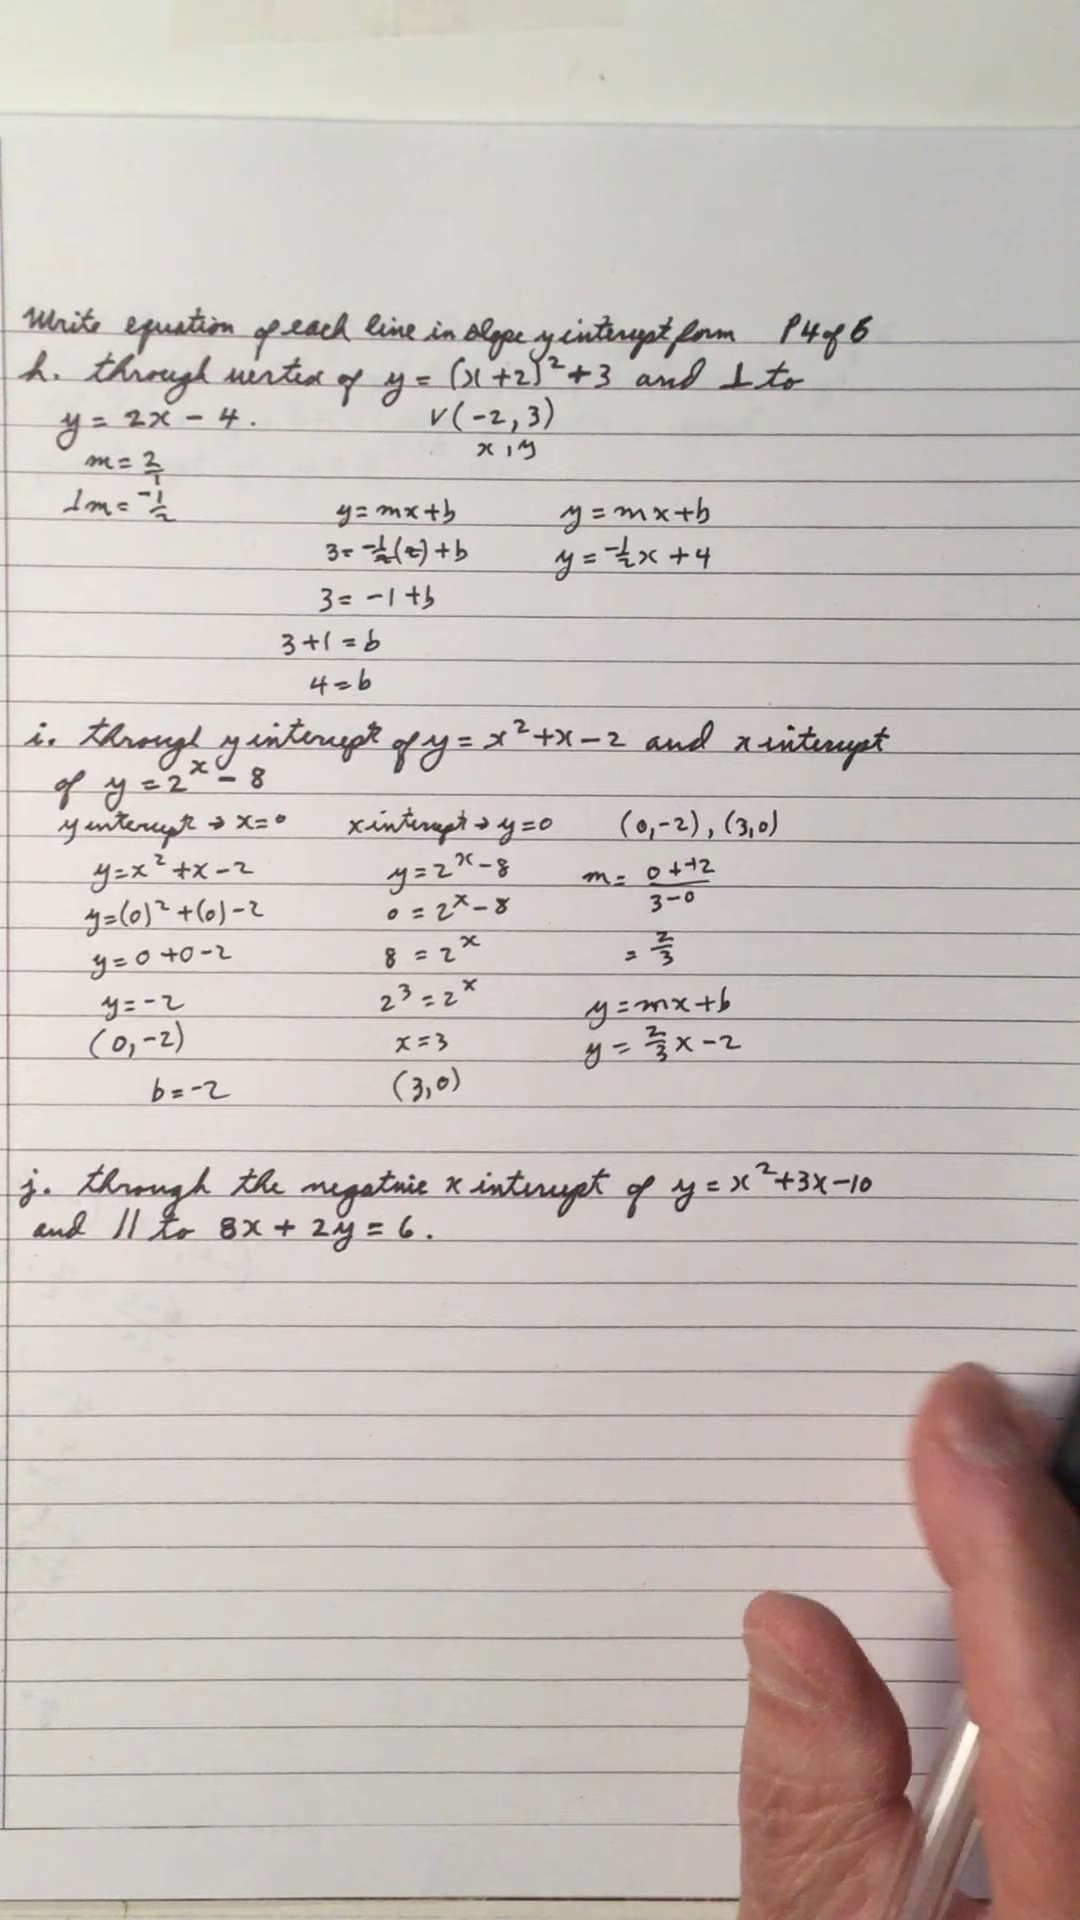 Write equation of each line in slope y intercept form P4 of 6
h. through vertex of y = (x+2)² + 3 and ⊥ to
y = 2x - 4. V(-2, 3)
x, y
m = 2/1
⊥m = -1/2
y = mx + b y = mx + b
3 = -1/2(2) + b y = -1/2x + 4
3 = -1 + b
3 + 1 = b
4 = b
i. through y intercept of y = x² + x - 2 and x intercept
of y = 2ˣ - 8
y intercept → x = 0 x intercept → y = 0 (0,-2), (3,0)
y = x² + x - 2 y = 2ˣ - 8 m = (0 + +2)/(3 - 0)
y = (0)² + (0) - 2 0 = 2ˣ - 8
y = 0 + 0 - 2 8 = 2ˣ = 2/3
y = -2 2³ = 2ˣ y = mx + b
(0, -2) x = 3 y = 2/3x - 2
b = -2 (3,0)
j. through the negative x intercept of y = x² + 3x - 10
and // to 8x + 2y = 6.